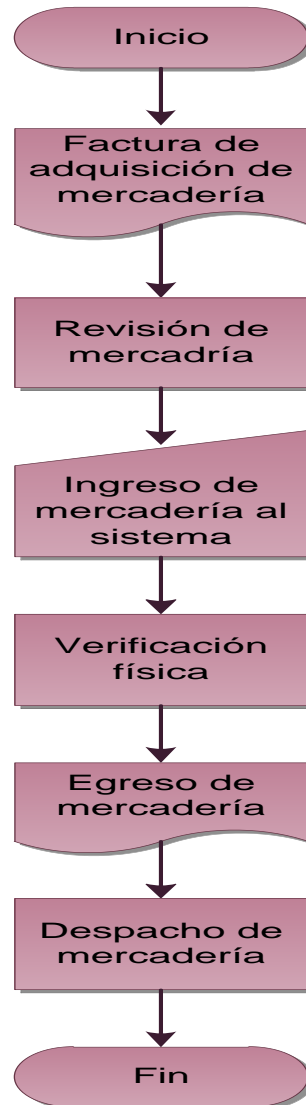 Inicio
Factura de
adquisición de
mercadería
Revisión de
mercadría
Ingreso de
mercadería al
sistema
Verificación
física
Egreso de
mercadería
Despacho de
mercadería
Fin